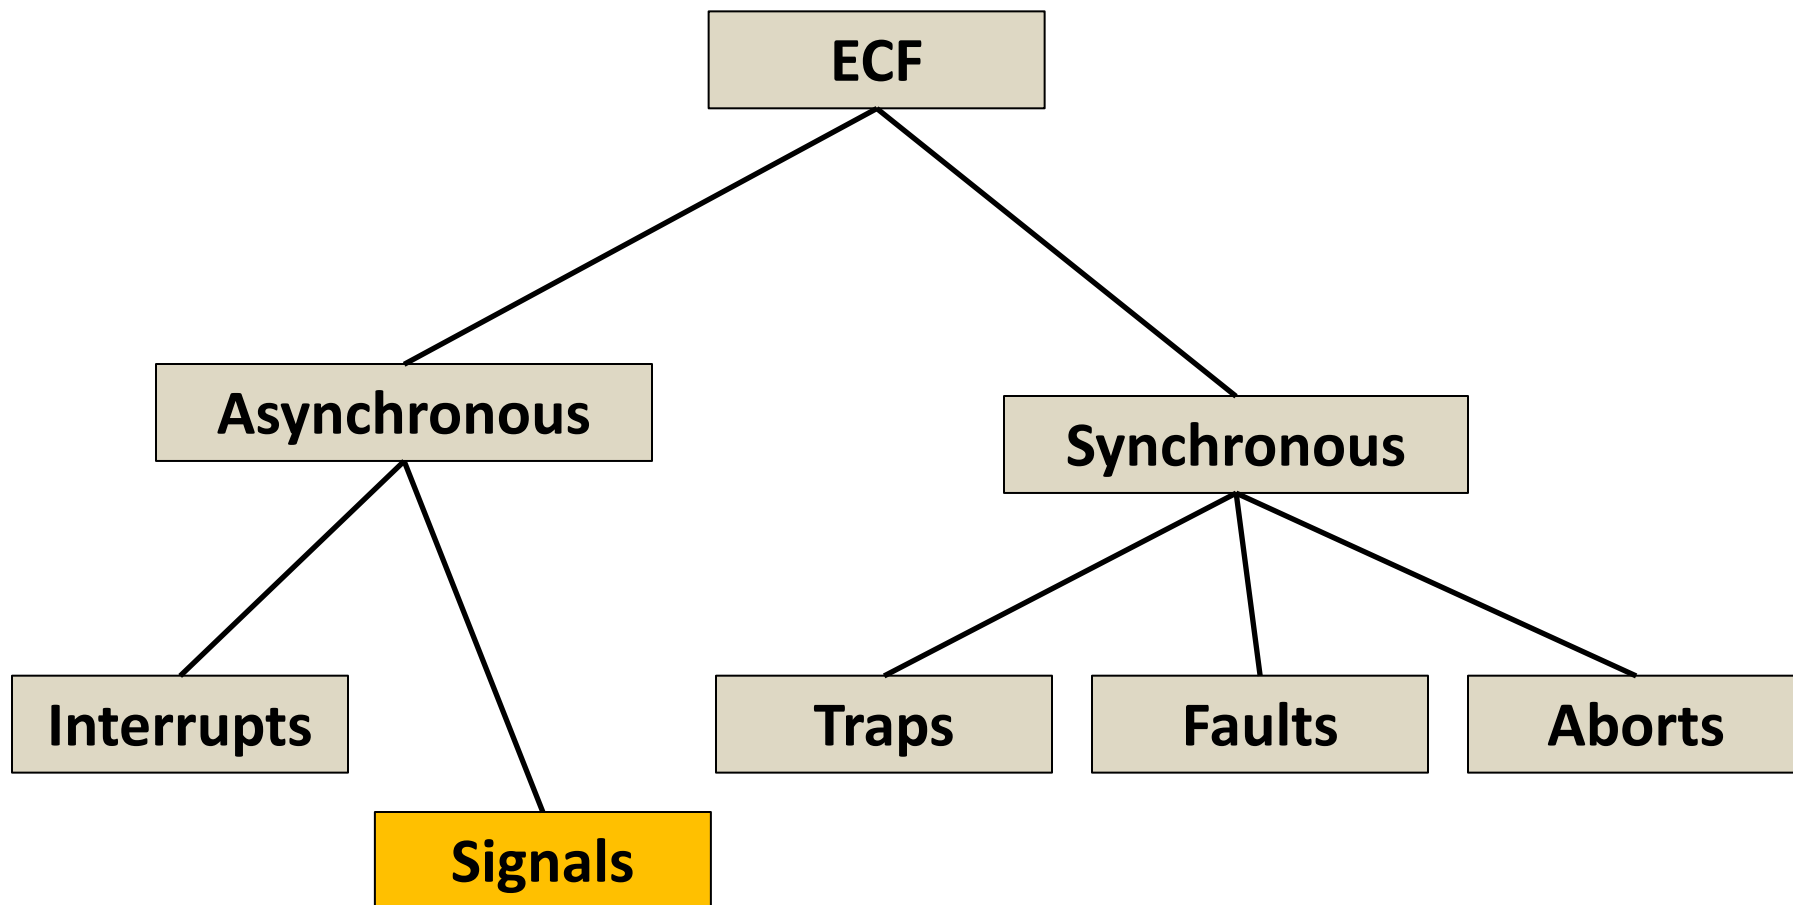 ECF
Asynchronous
Synchronous
Interrupts
Traps
Faults
Aborts
Signals